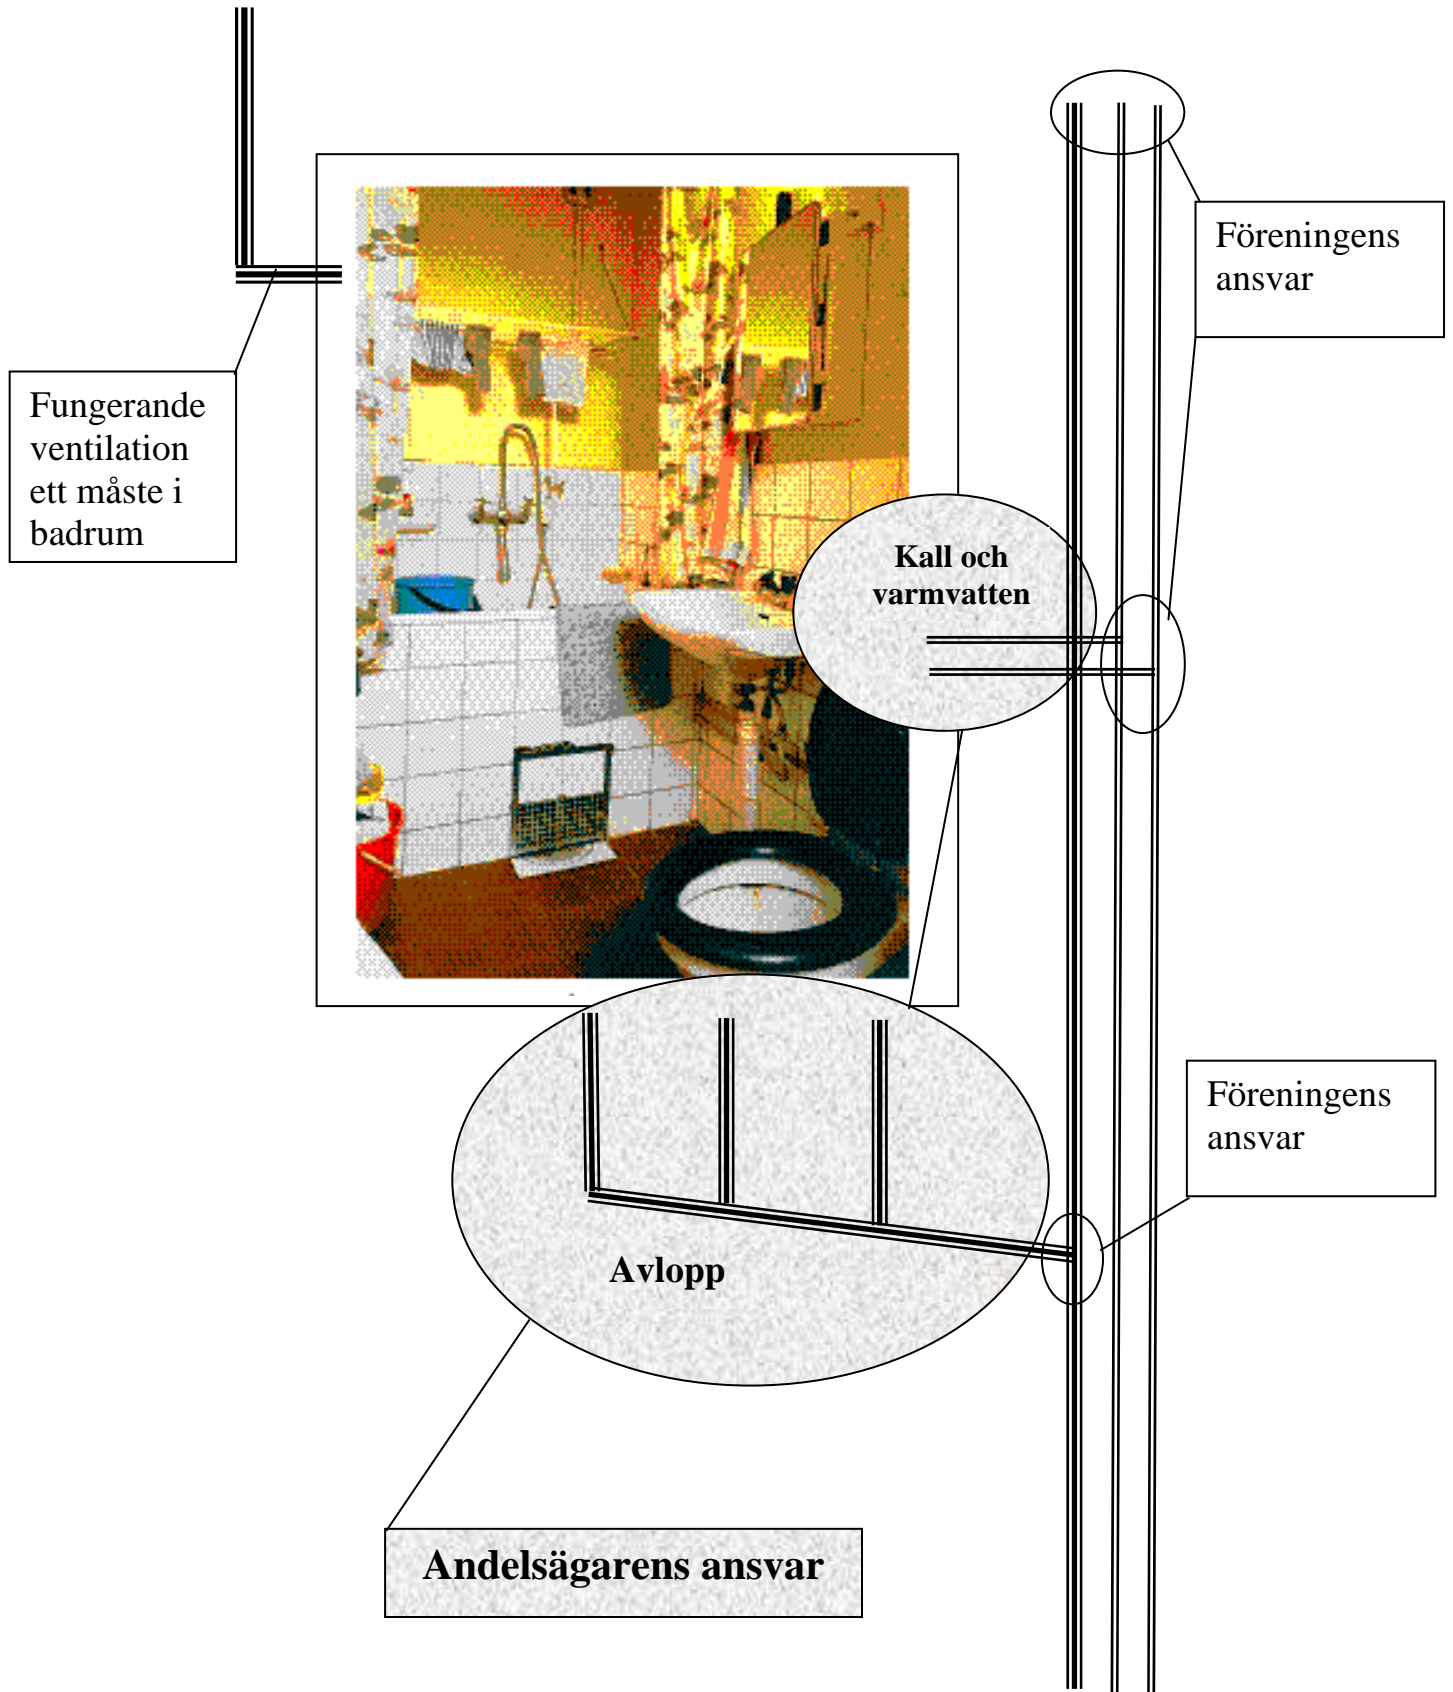 Föreningens
ansvar
Fungerande
ventilation
ett måste i
badrum
Kall och
varmvatten
Föreningens
ansvar
Avlopp
Andelsägarens ansvar